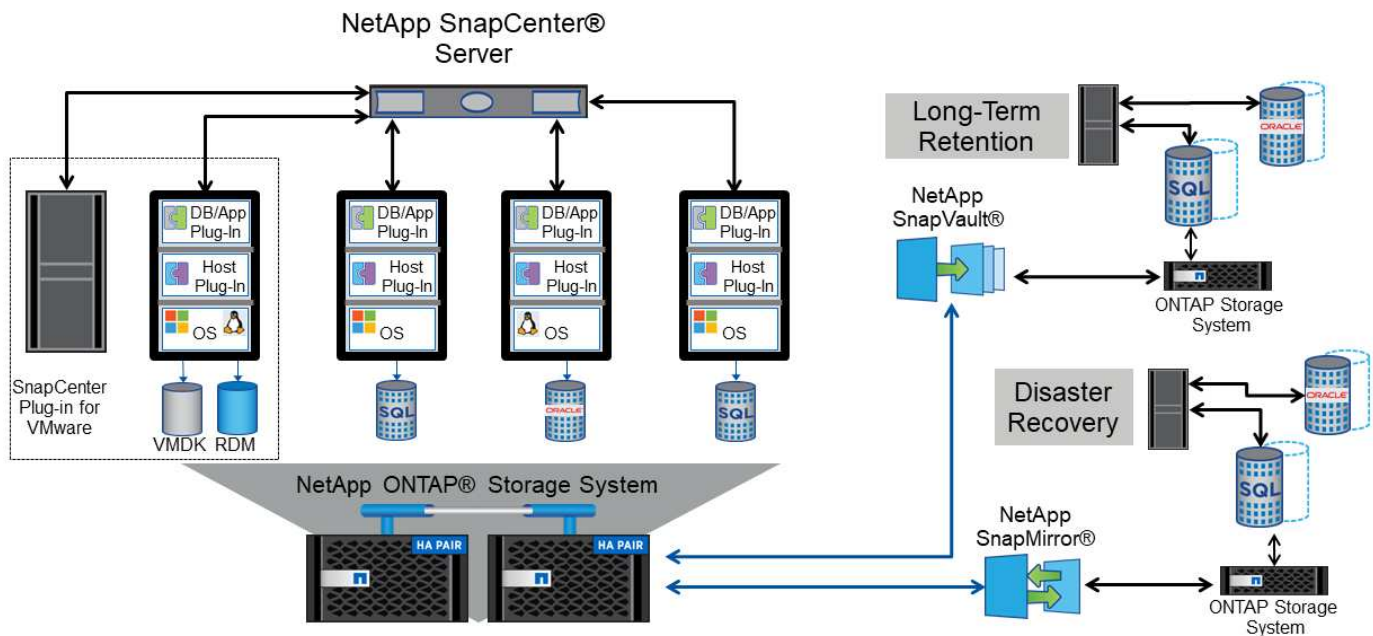 NetApp SnapCenter®
Server
DB/App
Plug-In
Host
Plug-In
OS
DB/App
Plug-In
Host
Plug-In
OS
DB/App
Plug-In
Host
Plug-In
OS
DB/App
Plug-In
Host
Plug-In
OS
SnapCenter
Plug-in for
VMware
VMDK
RDM
SQL
ORACLE
SQL
NetApp ONTAP® Storage System
HA PAIR
HA PAIR
Long-Term
Retention
ORACLE
SQL
NetApp
SnapVault®
ONTAP Storage
System
Disaster
Recovery
ORACLE
SQL
NetApp
SnapMirror®
ONTAP Storage
System